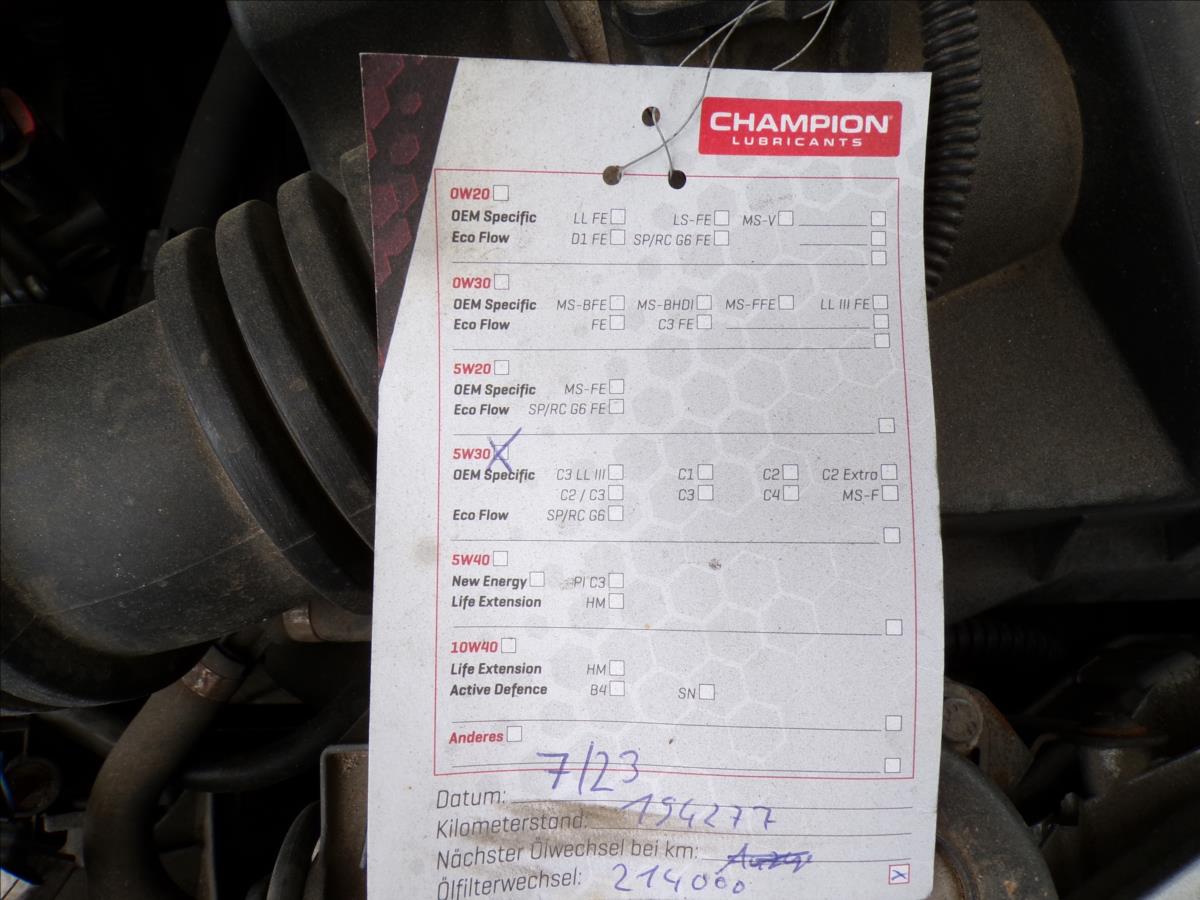 CHAMPION
LUBRICANTS
0W20
OEM Specific LL FE LS-FE MS-V
Eco Flow D1 FE SP/RC G6 FE
0W30
OEM Specific MS-BFE MS-BHDI MS-FFE LL III FE
Eco Flow FE C3 FE
5W20
OEM Specific MS-FE
Eco Flow SP/RC G6 FE
5W30 X
OEM Specific C3 LL III C1 C2 C2 Extra
C2 / C3 C3 C4 MS-F
Eco Flow SP/RC G6
5W40
New Energy PI C3
Life Extension HM
10W40
Life Extension HM
Active Defence B4 SN
Anderes
Datum: 7/23
Kilometerstand: 194277
Nächster Ölwechsel bei km:
Ölfilterwechsel: 214000 X